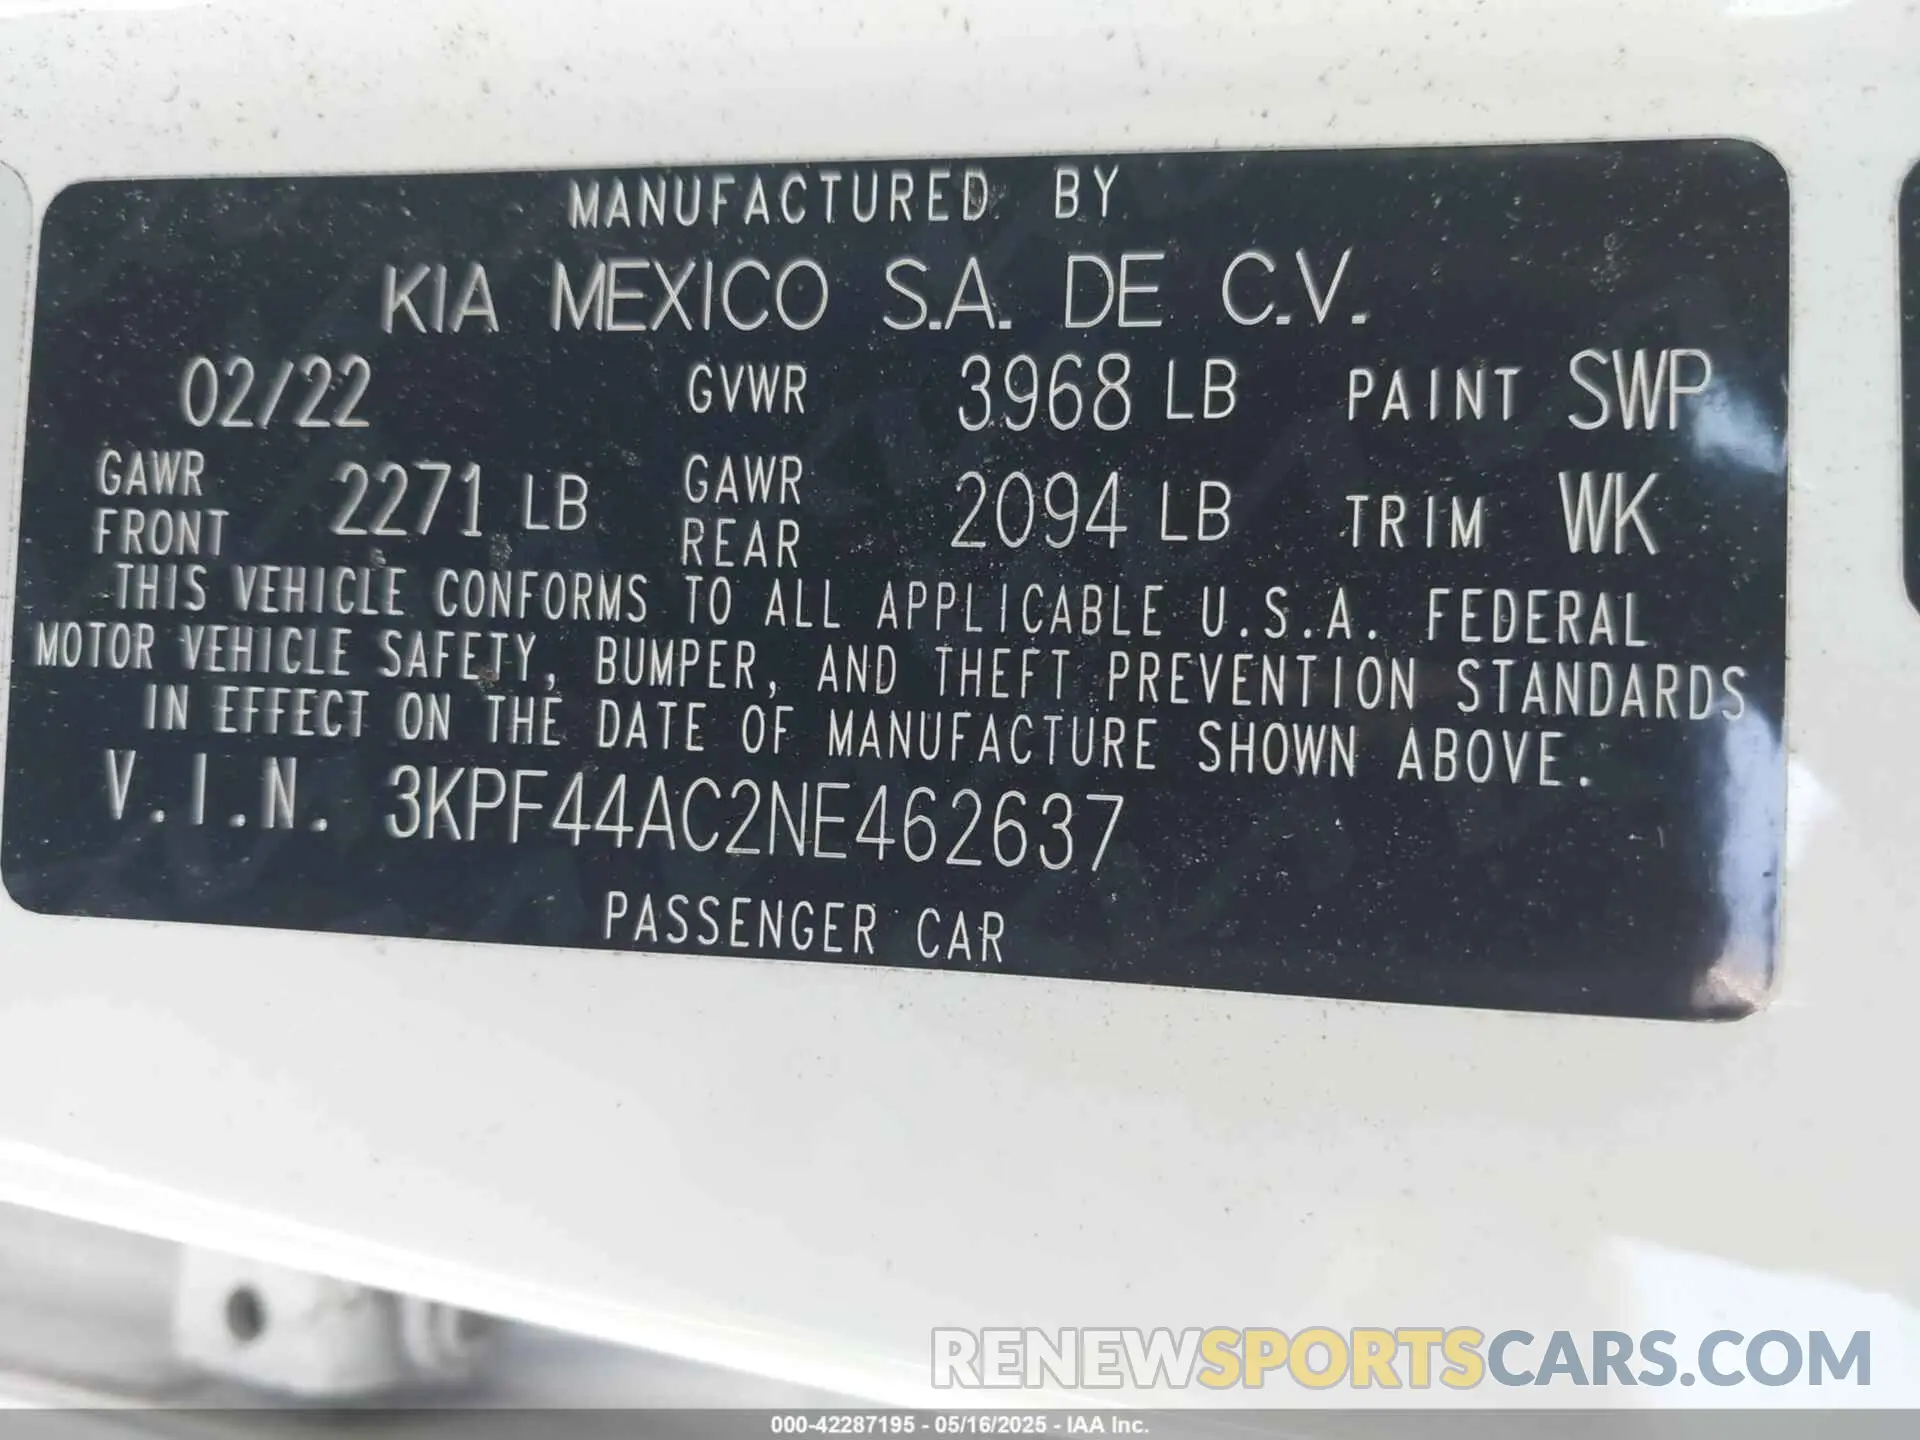 MANUFACTURED BY
KIA MEXICO S.A. DE C.V.
02/22 GVWR 3968 LB PAINT SWP
GAWR FRONT 2271 LB GAWR REAR 2094 LB TRIM WK
THIS VEHICLE CONFORMS TO ALL APPLICABLE U.S.A. FEDERAL
MOTOR VEHICLE SAFETY, BUMPER, AND THEFT PREVENTION STANDARDS
IN EFFECT ON THE DATE OF MANUFACTURE SHOWN ABOVE.
V.I.N. 3KPF44AC2NE462637
PASSENGER CAR
RENEWSPORTSCARS.COM
000-42287195 - 05/16/2025 - IAA Inc.